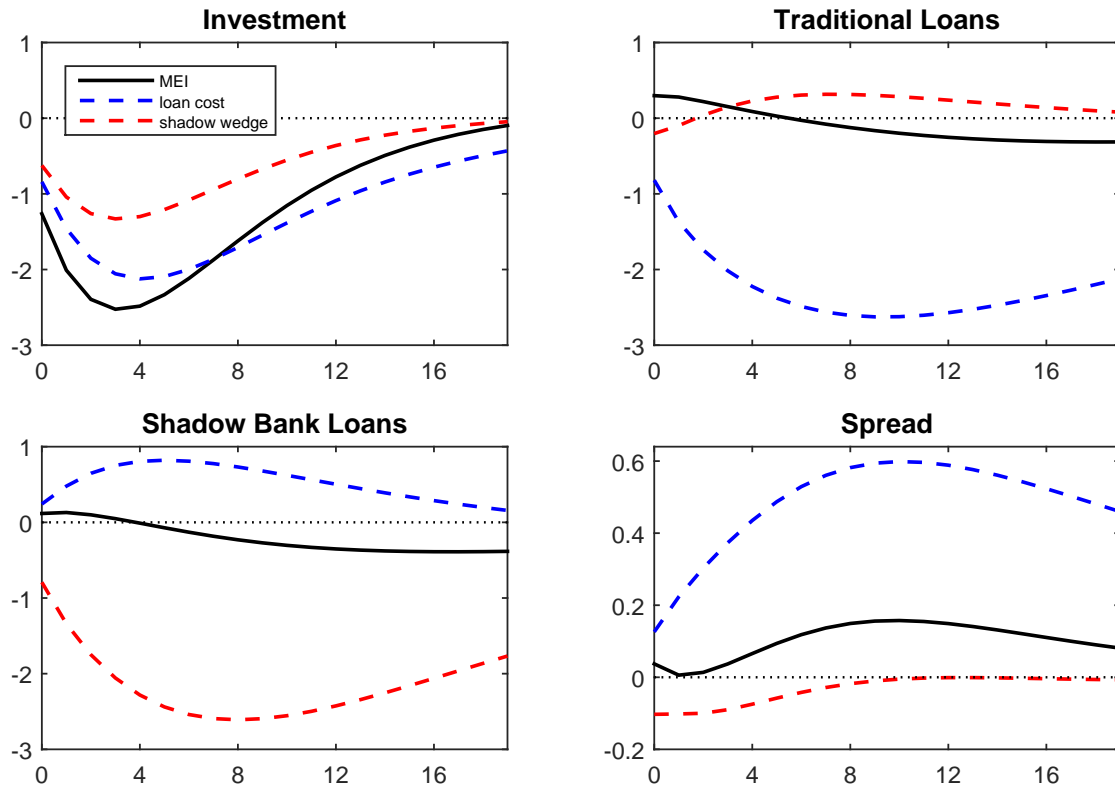 Investment
1
0
-1
-2
-3
0 4 8 12 16
MEI
loan cost
shadow wedge
Traditional Loans
1
0
-1
-2
-3
0 4 8 12 16
Shadow Bank Loans
1
0
-1
-2
-3
0 4 8 12 16
Spread
0.6
0.4
0.2
0
-0.2
0 4 8 12 16